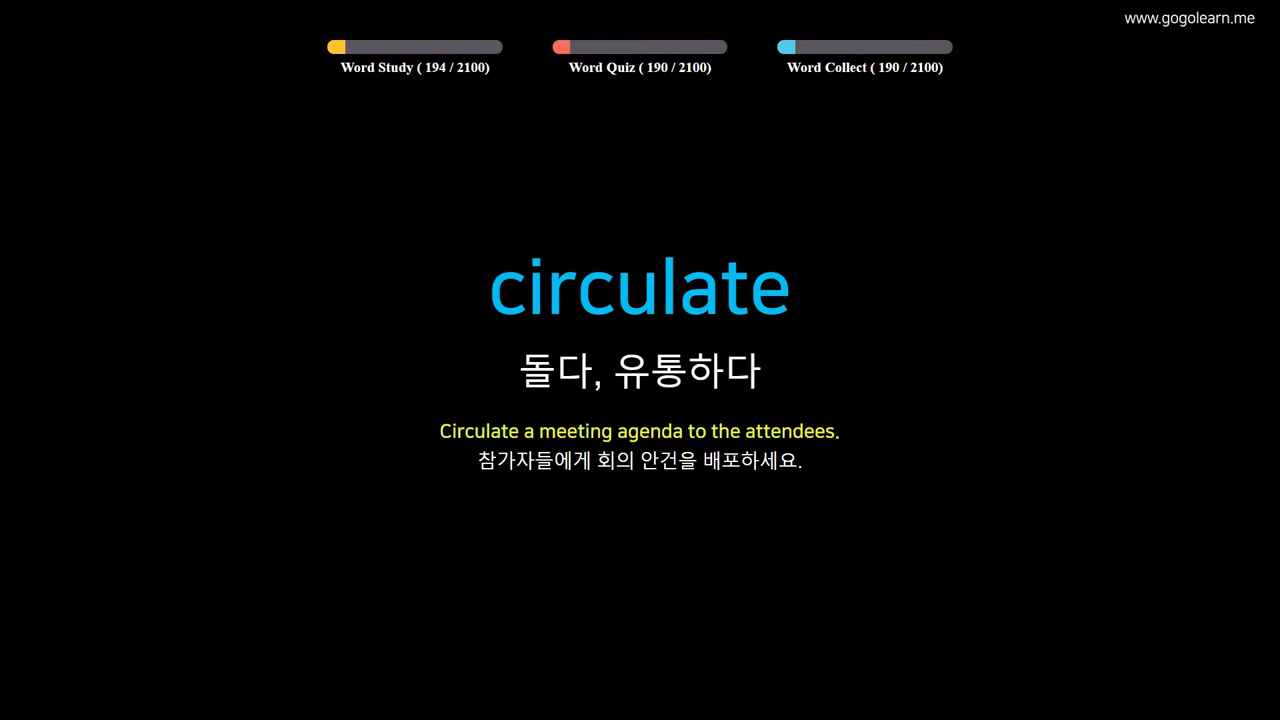 www.gogolearn.me
Word Study ( 194 / 2100)
Word Quiz ( 190 / 2100)
Word Collect ( 190 / 2100)
circulate
돌다, 유통하다
Circulate a meeting agenda to the attendees.
참가자들에게 회의 안건을 배포하세요.